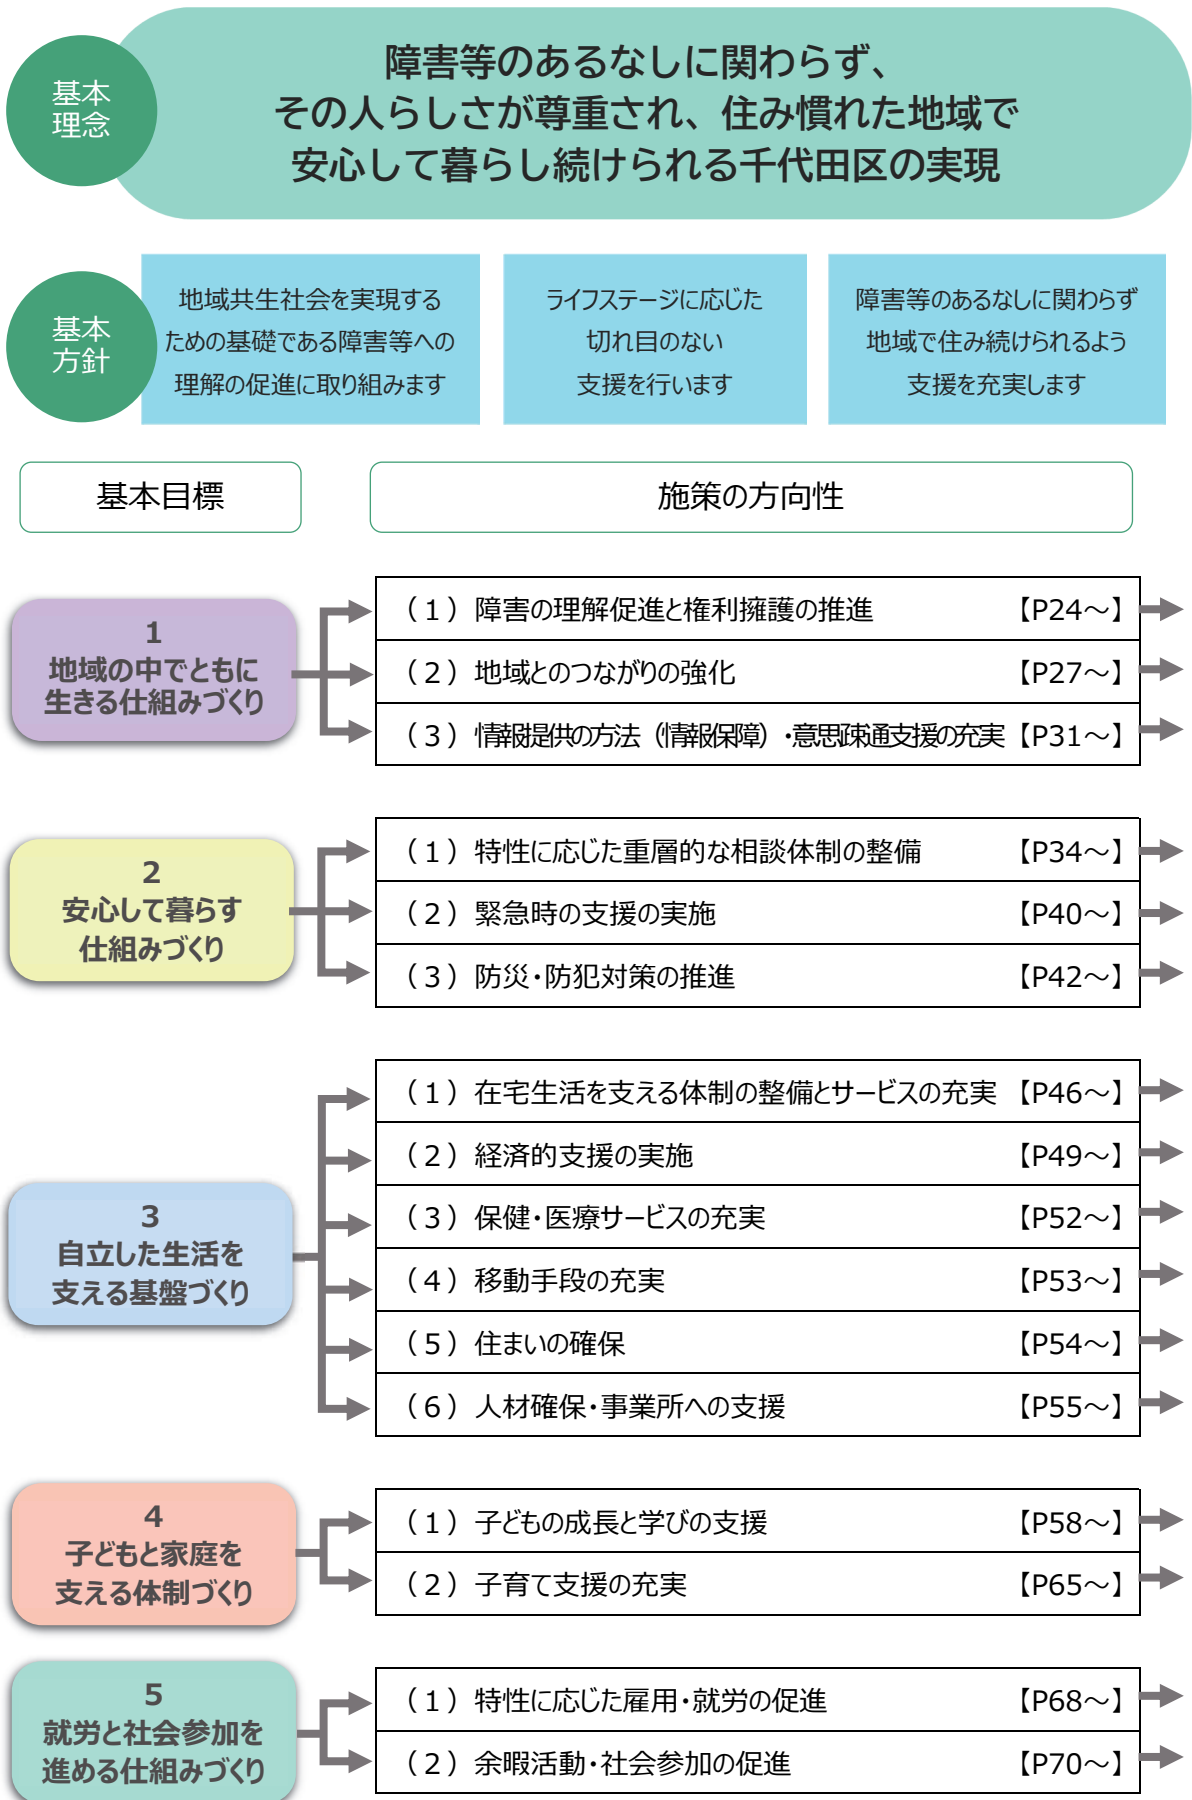 基本
理念
障害等のあるなしに関わらず、
その人らしさが尊重され、住み慣れた地域で
安心して暮らし続けられる千代田区の実現
基本
方針
地域共生社会を実現する
ための基礎である障害等への
理解の促進に取り組みます
ライフステージに応じた
切れ目のない
支援を行います
障害等のあるなしに関わらず
地域で住み続けられるよう
支援を充実します
基本目標
施策の方向性
1
地域の中でともに
生きる仕組みづくり
（1）障害の理解促進と権利擁護の推進 【P24～】
（2）地域とのつながりの強化 【P27～】
（3）情報提供の方法（情報保障）・意思疎通支援の充実【P31～】
2
安心して暮らす
仕組みづくり
（1）特性に応じた重層的な相談体制の整備 【P34～】
（2）緊急時の支援の実施 【P40～】
（3）防災・防犯対策の推進 【P42～】
3
自立した生活を
支える基盤づくり
（1）在宅生活を支える体制の整備とサービスの充実 【P46～】
（2）経済的支援の実施 【P49～】
（3）保健・医療サービスの充実 【P52～】
（4）移動手段の充実 【P53～】
（5）住まいの確保 【P54～】
（6）人材確保・事業所への支援 【P55～】
4
子どもと家庭を
支える体制づくり
（1）子どもの成長と学びの支援 【P58～】
（2）子育て支援の充実 【P65～】
5
就労と社会参加を
進める仕組みづくり
（1）特性に応じた雇用・就労の促進 【P68～】
（2）余暇活動・社会参加の促進 【P70～】